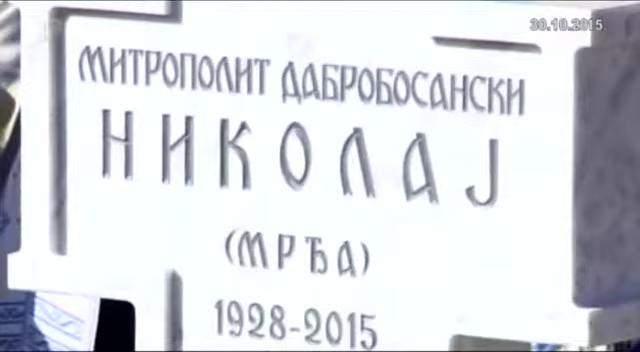 30.10.2015
МИТРОПОЛИТ ДАБРОБОСАНСКИ
НИКОЛАЈ
(МРЂА)
1928-2015